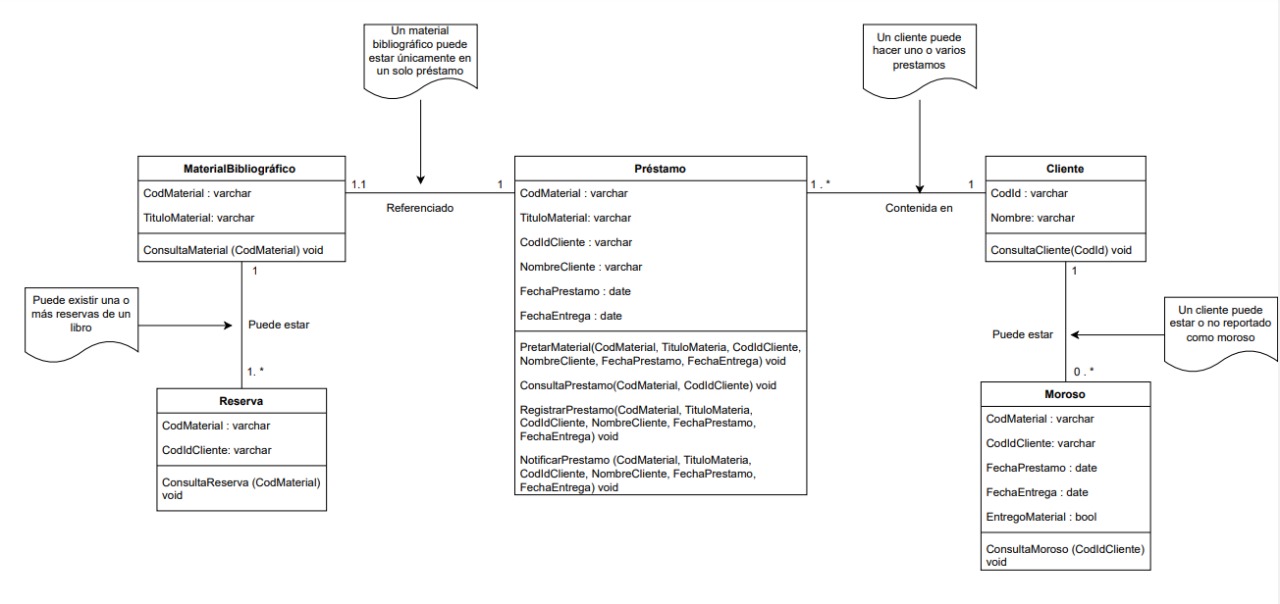 Un material
bibliográfico puede
estar únicamente en
un solo préstamo
Un cliente puede
hacer uno o varios
prestamos
MaterialBibliográfico
CodMaterial : varchar
TituloMaterial: varchar
ConsultaMaterial (CodMaterial) void
1.1
Referenciado
1
Préstamo
CodMaterial : varchar
TituloMaterial: varchar
CodIdCliente : varchar
NombreCliente : varchar
FechaPrestamo : date
FechaEntrega : date
PretarMaterial(CodMaterial, TituloMateria, CodIdCliente,
NombreCliente, FechaPrestamo, FechaEntrega) void
ConsultaPrestamo(CodMaterial, CodIdCliente) void
RegistrarPrestamo(CodMaterial, TituloMateria,
CodIdCliente, NombreCliente, FechaPrestamo,
FechaEntrega) void
NotificarPrestamo (CodMaterial, TituloMateria,
CodIdCliente, NombreCliente, FechaPrestamo,
FechaEntrega) void
1 . *
Contenida en
1
Cliente
CodId : varchar
Nombre: varchar
ConsultaCliente(CodId) void
1
Puede existir una o
más reservas de un
libro
Puede estar
1. *
Reserva
CodMaterial : varchar
CodIdCliente: varchar
ConsultaReserva (CodMaterial)
void
1
Puede estar
Un cliente puede
estar o no reportado
como moroso
0 . *
Moroso
CodMaterial : varchar
CodIdCliente: varchar
FechaPrestamo : date
FechaEntrega : date
EntregoMaterial : bool
ConsultaMoroso (CodIdCliente)
void